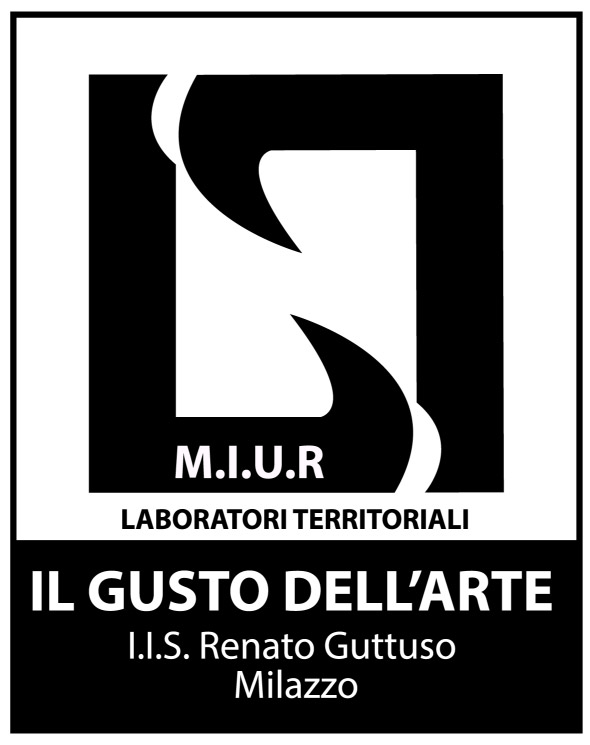 M.I.U.R
LABORATORI TERRITORIALI
IL GUSTO DELL’ARTE
I.I.S. Renato Guttuso
Milazzo